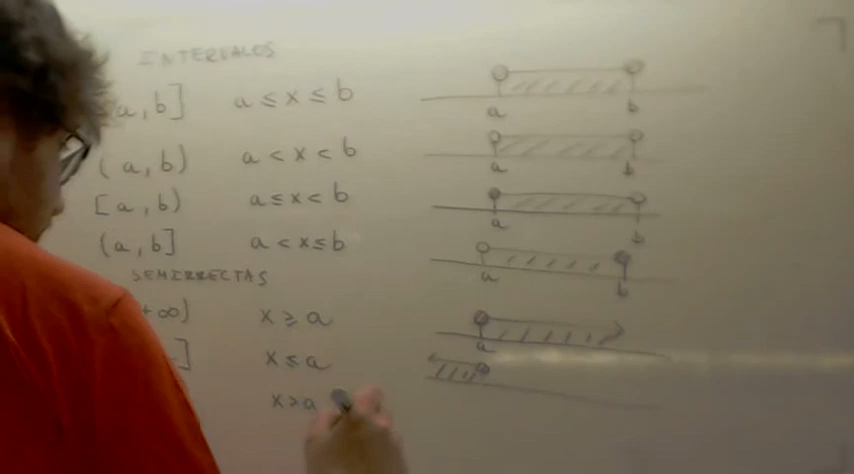 INTERVALOS
a, b] a ≤ x ≤ b a b
(a, b) a < x < b a b
[a, b) a ≤ x < b a b
(a, b] a < x ≤ b a b
SEMIRRECTAS
+∞) x ≥ a a
] x ≤ a
x > a